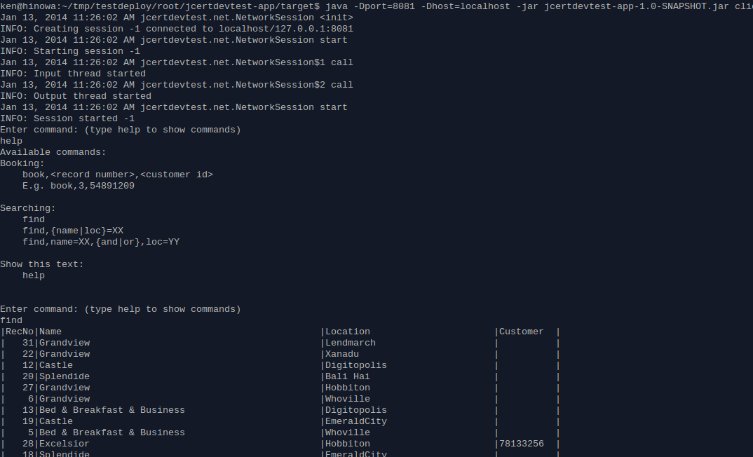 ken@hinowa:~/tmp/testdeploy/root/jcertdevtest-app/target$ java -Dport=8081 -Dhost=localhost -jar jcertdevtest-app-1.0-SNAPSHOT.jar clie
Jan 13, 2014 11:26:02 AM jcertdevtest.net.NetworkSession <init>
INFO: Creating session -1 connected to localhost/127.0.0.1:8081
Jan 13, 2014 11:26:02 AM jcertdevtest.net.NetworkSession start
INFO: Starting session -1
Jan 13, 2014 11:26:02 AM jcertdevtest.net.NetworkSession$1 call
INFO: Input thread started
Jan 13, 2014 11:26:02 AM jcertdevtest.net.NetworkSession$2 call
INFO: Output thread started
Jan 13, 2014 11:26:02 AM jcertdevtest.net.NetworkSession start
INFO: Session started -1
Enter command: (type help to show commands)
help
Available commands:
Booking:
    book,<record number>,<customer id>
    E.g. book,3,54891209

Searching:
    find
    find,{name|loc}=XX
    find,name=XX,{and|or},loc=YY

Show this text:
    help


Enter command: (type help to show commands)
find
|RecNo|Name                                              |Location                      |Customer  |
|   31|Grandview                                         |Lendmarch                     |          |
|   22|Grandview                                         |Xanadu                        |          |
|   12|Castle                                            |Digitopolis                   |          |
|   20|Splendide                                         |Bali Hai                      |          |
|   27|Grandview                                         |Hobbiton                      |          |
|    6|Grandview                                         |Whoville                      |          |
|   13|Bed & Breakfast & Business                        |Digitopolis                   |          |
|   19|Castle                                            |EmeraldCity                   |          |
|    5|Bed & Breakfast & Business                        |Whoville                      |          |
|   28|Excelsior                                         |Hobbiton                      |78133256  |
|   18|Splendide                                         |EmeraldCity                   |          |